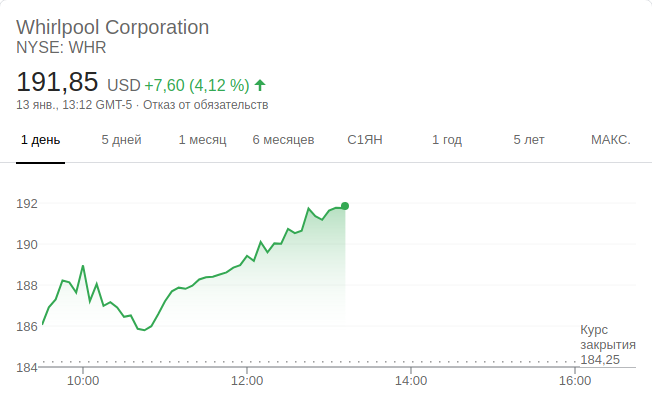 Whirlpool Corporation
NYSE: WHR
191,85 USD +7,60 (4,12 %)
13 янв., 13:12 GMT-5 · Отказ от обязательств
1 день 5 дней 1 месяц 6 месяцев С1ЯН 1 год 5 лет МАКС.
192
190
188
186
Курс
закрытия
184,25
184
10:00 12:00 14:00 16:00